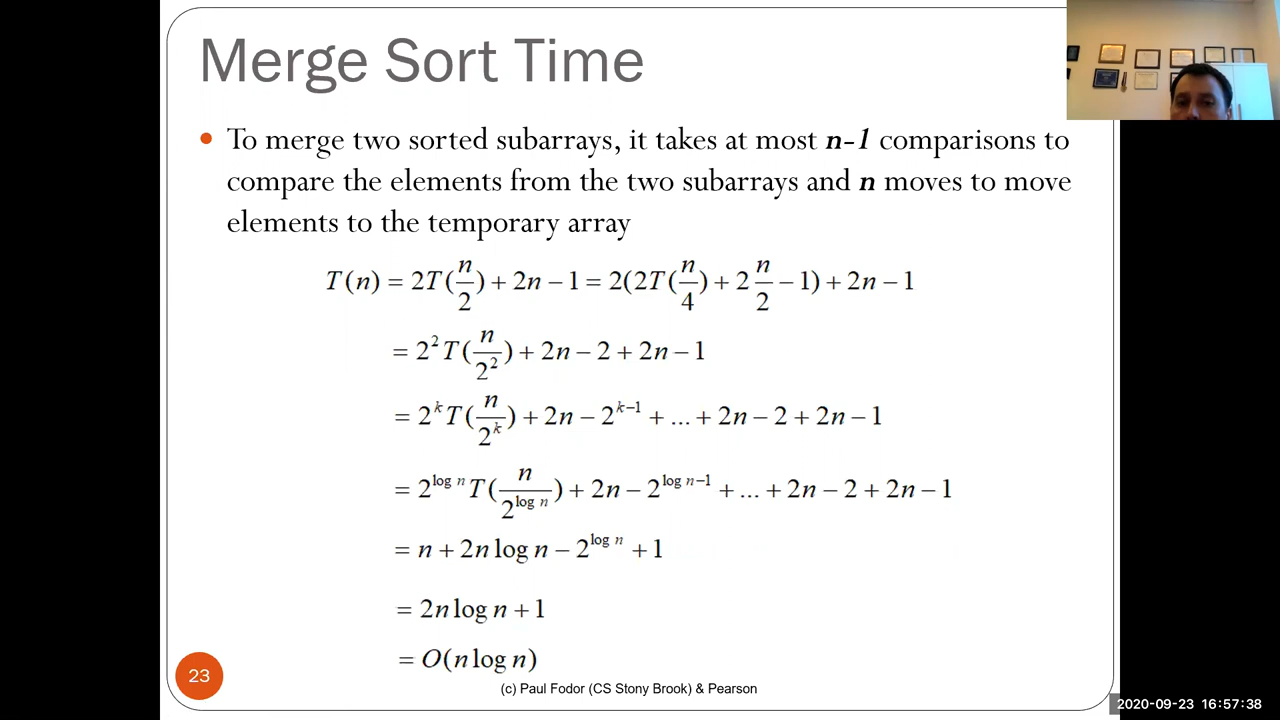 Merge Sort Time
• To merge two sorted subarrays, it takes at most n-1 comparisons to
compare the elements from the two subarrays and n moves to move
elements to the temporary array
T(n) = 2T(n/2) + 2n − 1 = 2(2T(n/4) + 2 n/2 − 1) + 2n − 1
= 2²T(n/2²) + 2n − 2 + 2n − 1
= 2^k T(n/2^k) + 2n − 2^(k−1) + ... + 2n − 2 + 2n − 1
= 2^(log n) T(n/2^(log n)) + 2n − 2^(log n−1) + ... + 2n − 2 + 2n − 1
= n + 2n log n − 2^(log n) + 1
= 2n log n + 1
= O(n log n)
23
(c) Paul Fodor (CS Stony Brook) & Pearson
2020-09-23 16:57:38